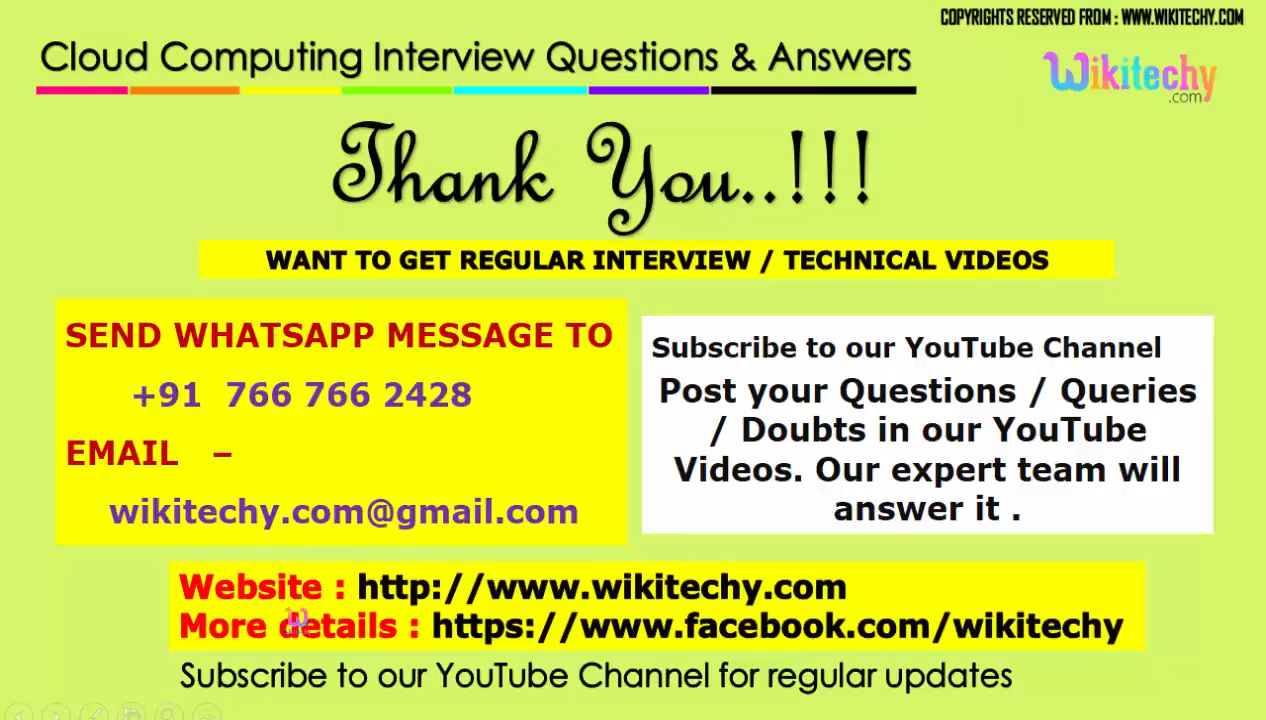 COPYRIGHTS RESERVED FROM : WWW.WIKITECHY.COM
Cloud Computing Interview Questions & Answers
Wikitechy
.com
Thank You..!!!
WANT TO GET REGULAR INTERVIEW / TECHNICAL VIDEOS
SEND WHATSAPP MESSAGE TO
+91 766 766 2428
EMAIL –
wikitechy.com@gmail.com
Subscribe to our YouTube Channel
Post your Questions / Queries
/ Doubts in our YouTube
Videos. Our expert team will
answer it .
Website : http://www.wikitechy.com
More details : https://www.facebook.com/wikitechy
Subscribe to our YouTube Channel for regular updates